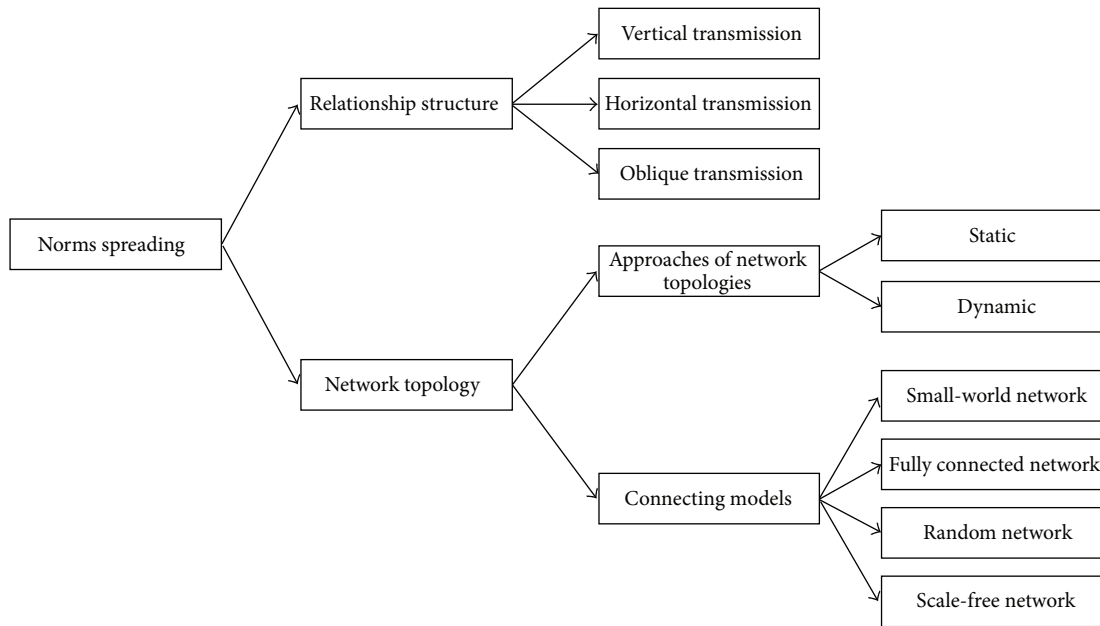 Norms spreading
Relationship structure
Vertical transmission
Horizontal transmission
Oblique transmission
Network topology
Approaches of network
topologies
Static
Dynamic
Connecting models
Small-world network
Fully connected network
Random network
Scale-free network